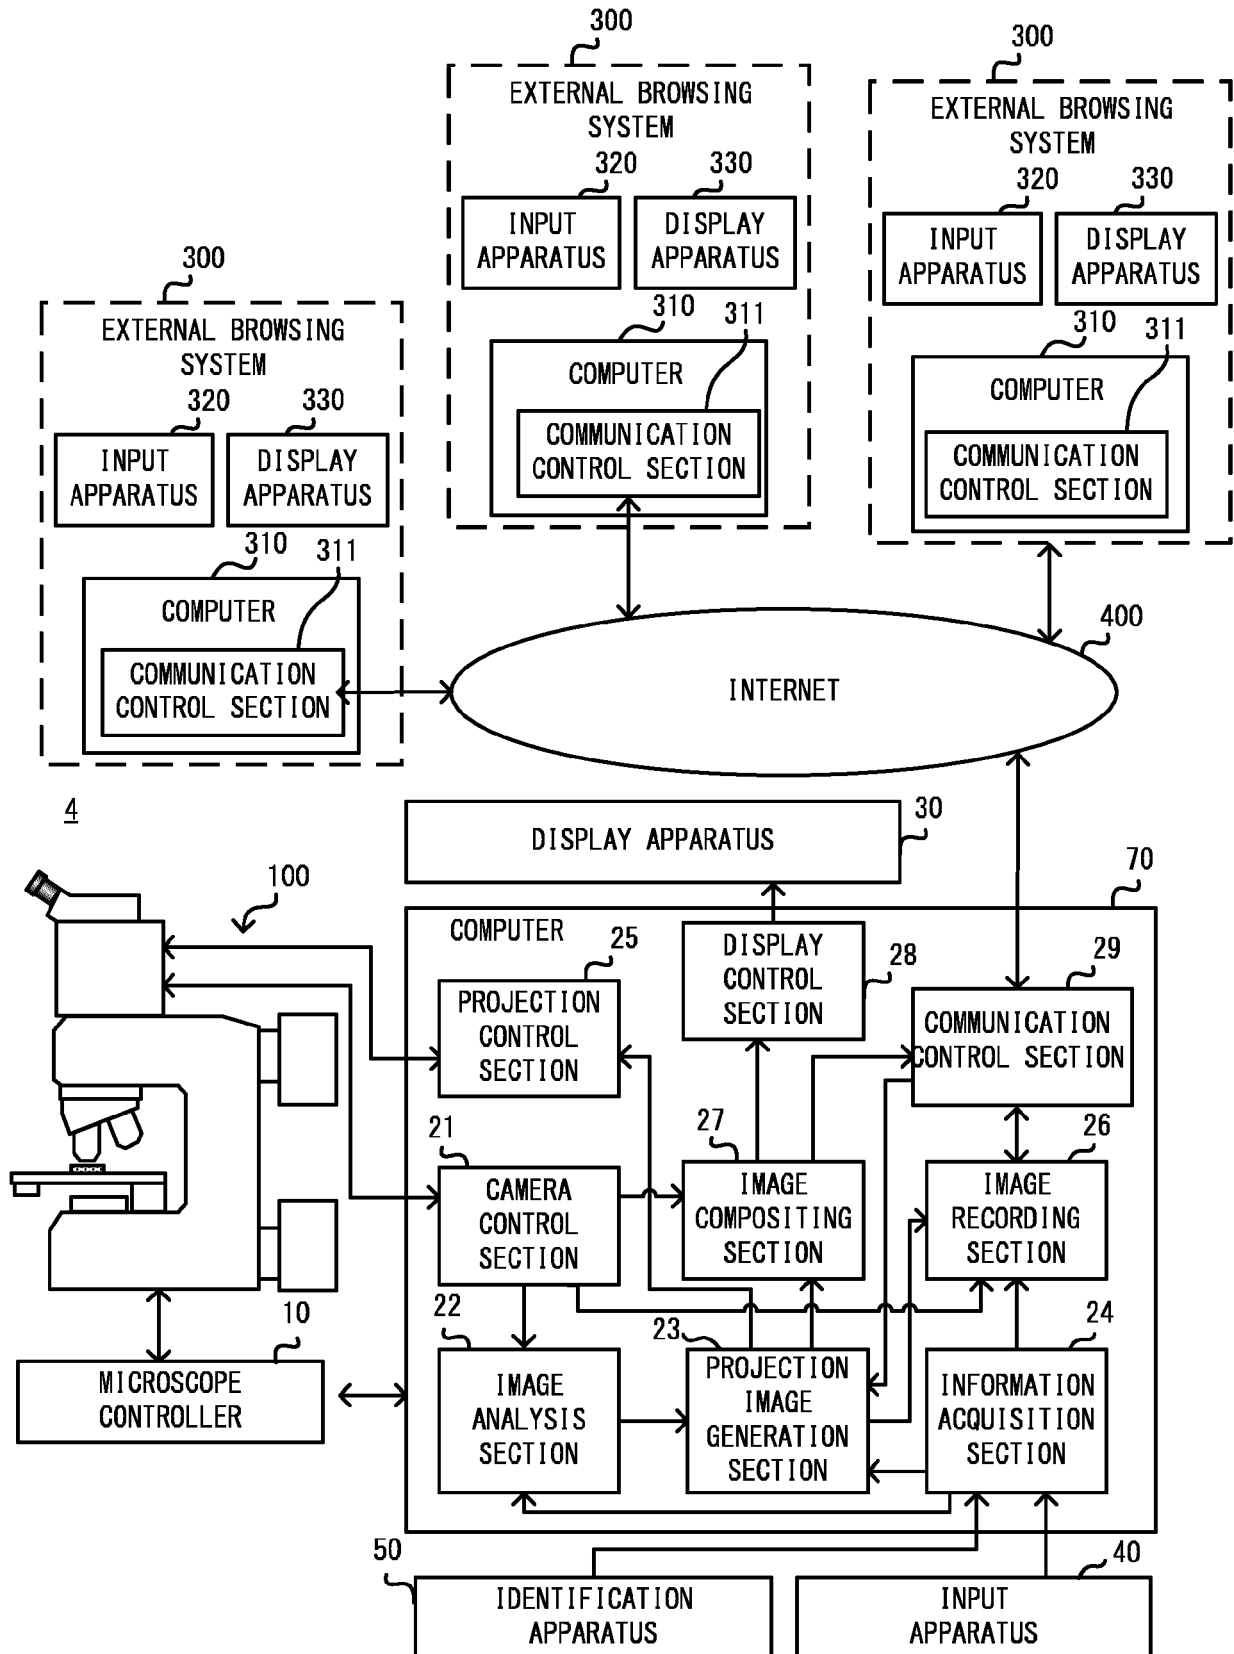 300
EXTERNAL BROWSING
SYSTEM
320
330
INPUT
APPARATUS
DISPLAY
APPARATUS
310
311
COMPUTER
COMMUNICATION
CONTROL SECTION
300
EXTERNAL BROWSING
SYSTEM
320
330
INPUT
APPARATUS
DISPLAY
APPARATUS
310
311
COMPUTER
COMMUNICATION
CONTROL SECTION
300
EXTERNAL BROWSING
SYSTEM
320
330
INPUT
APPARATUS
DISPLAY
APPARATUS
310
311
COMPUTER
COMMUNICATION
CONTROL SECTION
400
INTERNET
4
30
DISPLAY APPARATUS
100
70
COMPUTER
25
PROJECTION
CONTROL
SECTION
DISPLAY
CONTROL
SECTION
28
29
COMMUNICATION
CONTROL SECTION
21
CAMERA
CONTROL
SECTION
27
IMAGE
COMPOSITING
SECTION
26
IMAGE
RECORDING
SECTION
10
MICROSCOPE
CONTROLLER
22
IMAGE
ANALYSIS
SECTION
23
PROJECTION
IMAGE
GENERATION
SECTION
24
INFORMATION
ACQUISITION
SECTION
50
IDENTIFICATION
APPARATUS
40
INPUT
APPARATUS